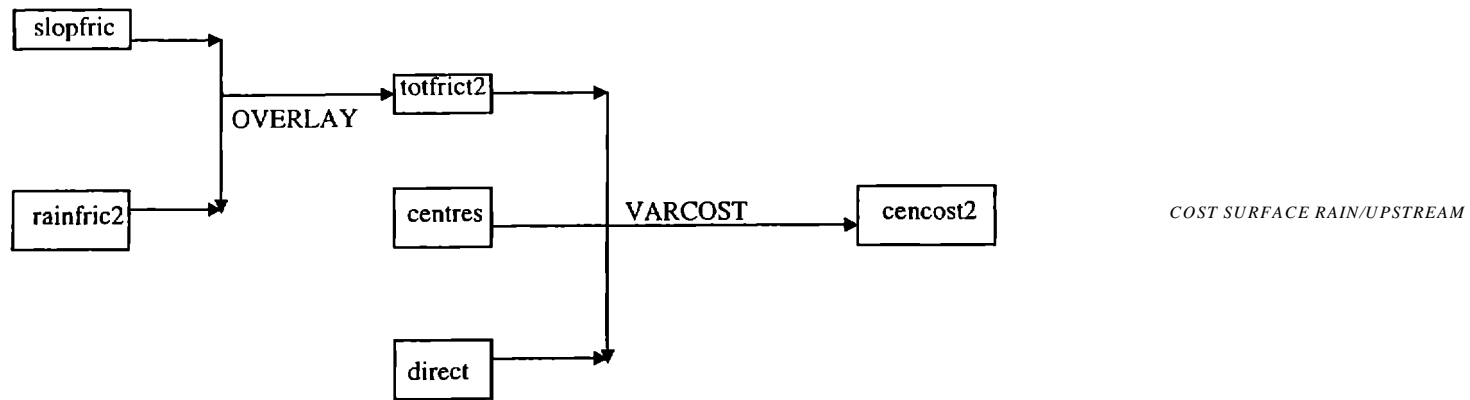 slopfric
totfrict2
OVERLAY
rainfric2
centres
VARCOST
cencost2
COST SURFACE RAIN/UPSTREAM
direct